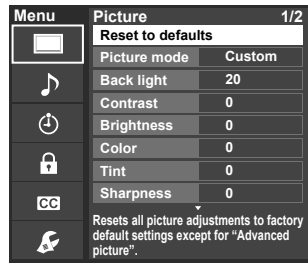 Menu
Picture 1/2
Reset to defaults
Picture mode Custom
Back light 20
Contrast 0
Brightness 0
Color 0
Tint 0
Sharpness 0
CC
Resets all picture adjustments to factory
default settings except for “Advanced
picture”.